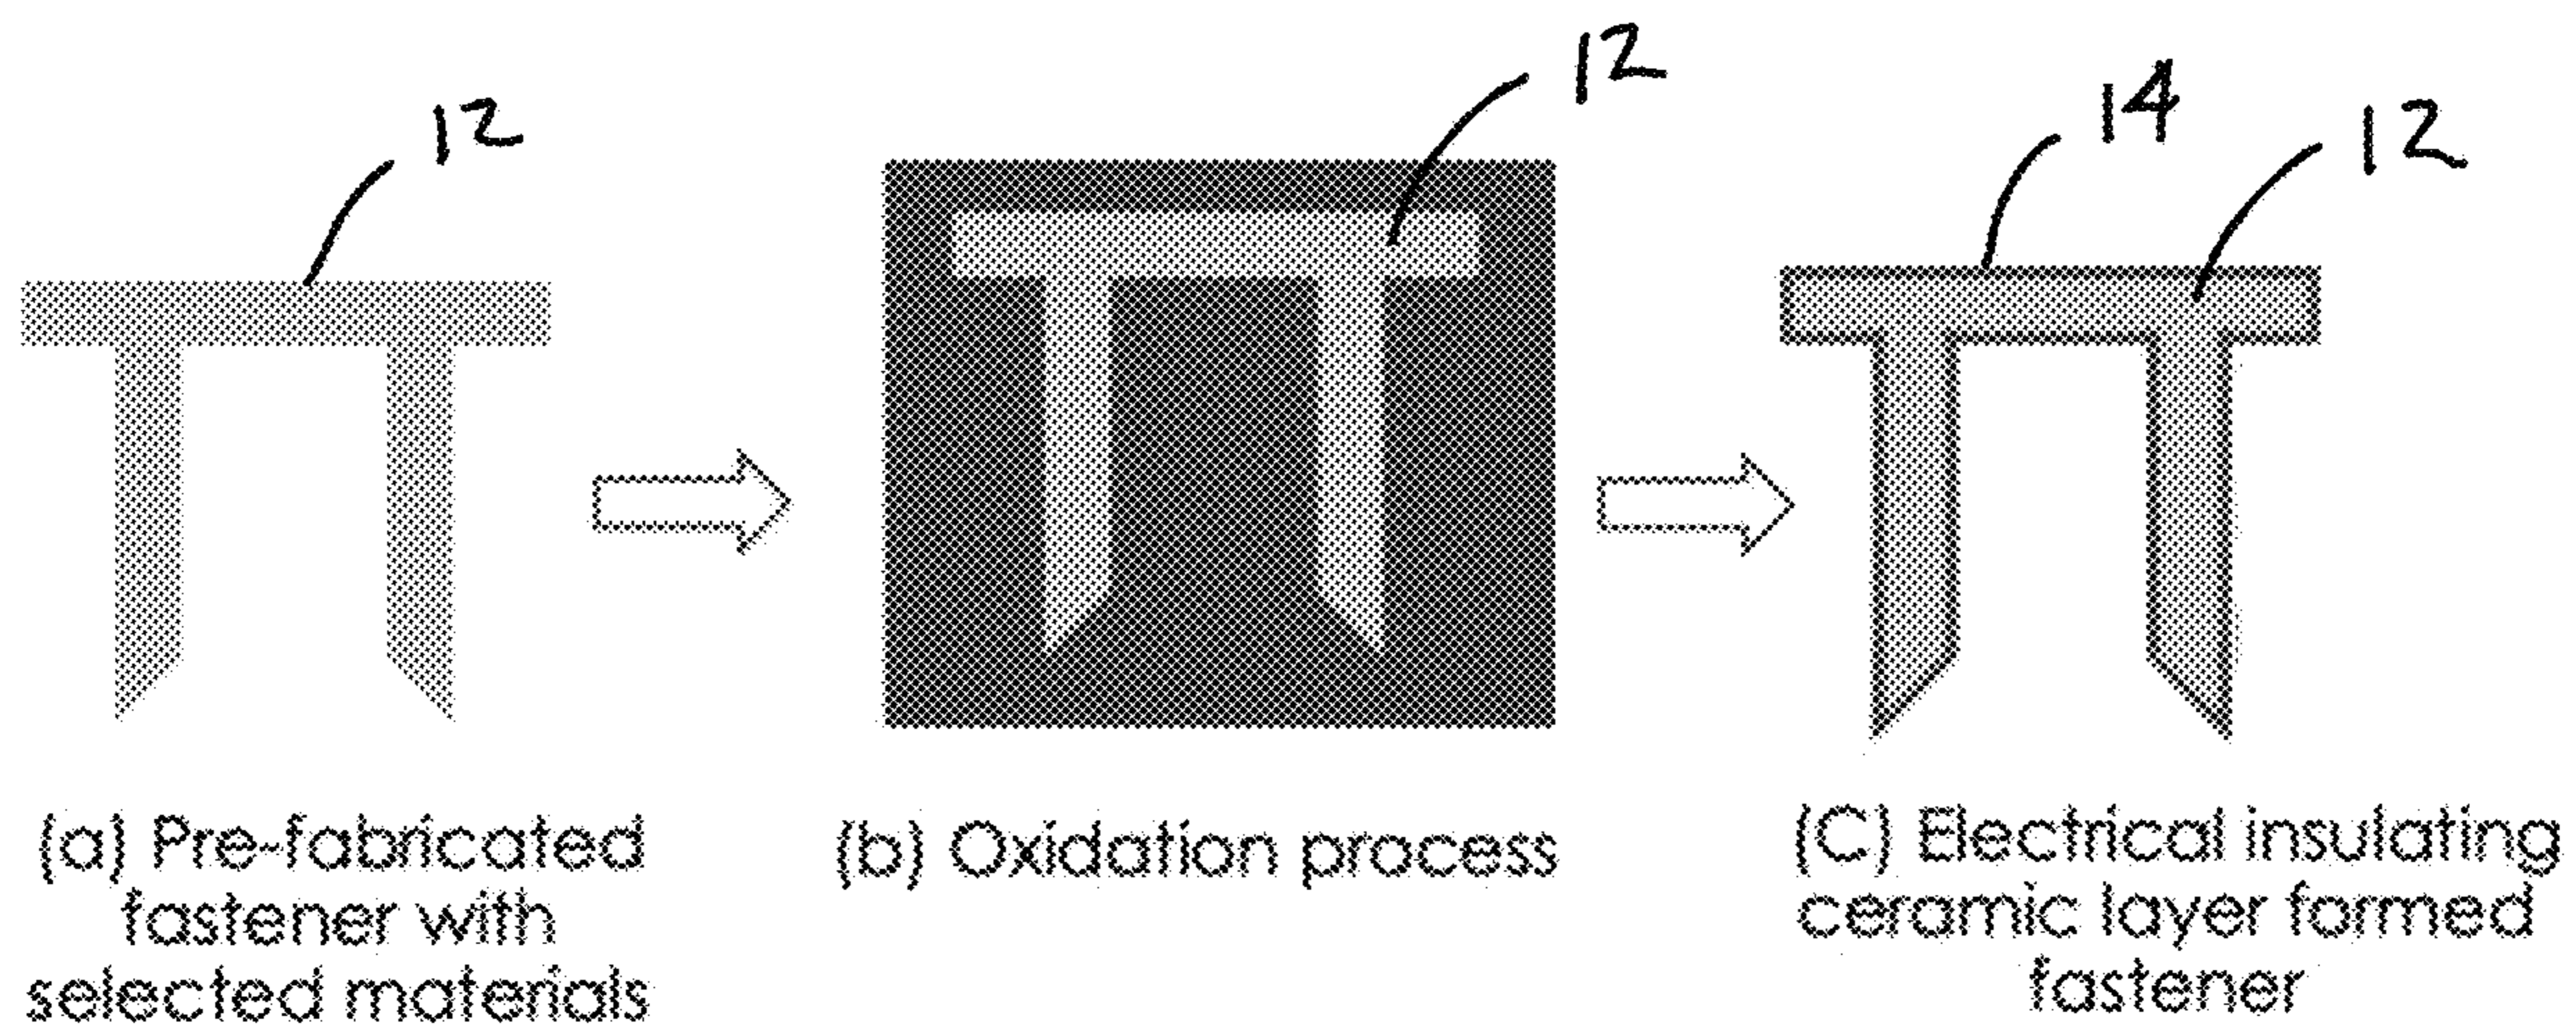 12
12
14
12
(a) Pre-fabricated
fastener with
selected materials
(b) Oxidation process
(C) Electrical insulating
ceramic layer formed
fastener